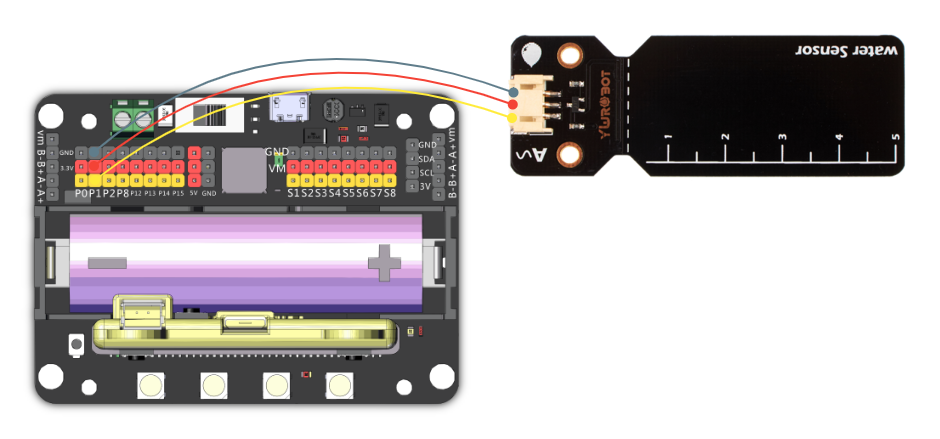 water Sensor
YWROBOT
A
1 2 3 4 5
vm B- B+ A- A+
GND
3.3V
P0 P1 P2 P8 P12 P13 P14 P15 5V GND
GND
VM
S1 S2 S3 S4 S5 S6 S7 S8
GND
SDA
SCL
3V
B- B+ A- A+ vm